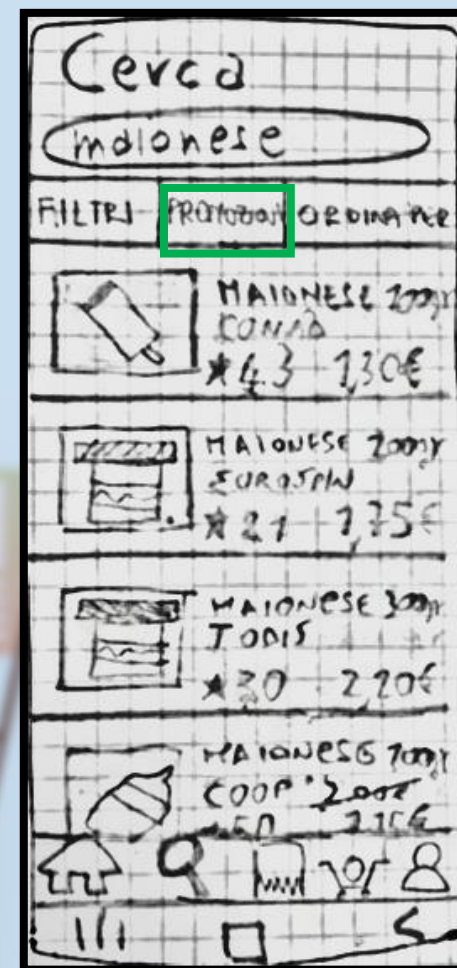 Cerca
maionese
FILTRI PROMOZIONI ORDINA PER
MAIONESE 200gr
CONAD
★ 4.3 1,30€
MAIONESE 200gr
EUROSPIN
★ 2.1 1,75€
MAIONESE 300gr
TODIS
★ 3.0 2,20€
MAIONESE 200gr
COOP